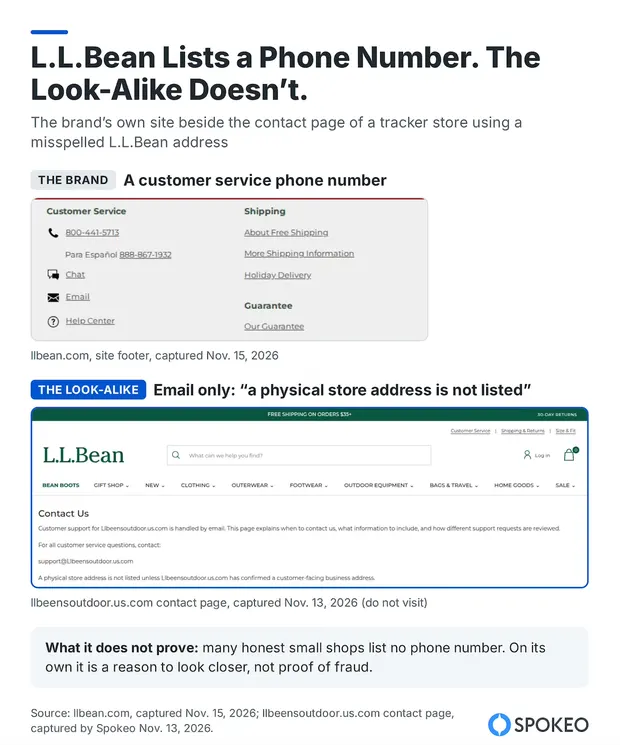 L.L.Bean Lists a Phone Number. The
Look-Alike Doesn't.
The brand's own site beside the contact page of a tracker store using a
misspelled L.L.Bean address
THE BRAND A customer service phone number
Customer Service
800-441-5713
Para Español 888-867-1932
Chat
Email
Help Center
Shipping
About Free Shipping
More Shipping Information
Holiday Delivery
Guarantee
Our Guarantee
llbean.com, site footer, captured Nov. 15, 2026
THE LOOK-ALIKE Email only: “a physical store address is not listed”
FREE SHIPPING ON ORDERS $35+ 30-DAY RETURNS
Customer Service | Shipping & Returns | Size & Fit
L.L.Bean What can we help you find? Log in 0
BEAN BOOTS GIFT SHOP NEW CLOTHING OUTERWEAR FOOTWEAR OUTDOOR EQUIPMENT BAGS & TRAVEL HOME GOODS SALE
Contact Us
Customer support for Llbeensoutdoor.us.com is handled by email. This page explains when to contact us, what information to include, and how different support requests are reviewed.
For all customer service questions, contact:
support@Llbeensoutdoor.us.com
A physical store address is not listed unless Llbeensoutdoor.us.com has confirmed a customer-facing business address.
llbeensoutdoor.us.com contact page, captured Nov. 13, 2026 (do not visit)
What it does not prove: many honest small shops list no phone number. On its
own it is a reason to look closer, not proof of fraud.
Source: llbean.com, captured Nov. 15, 2026; llbeensoutdoor.us.com contact page,
captured by Spokeo Nov. 13, 2026.
SPOKEO